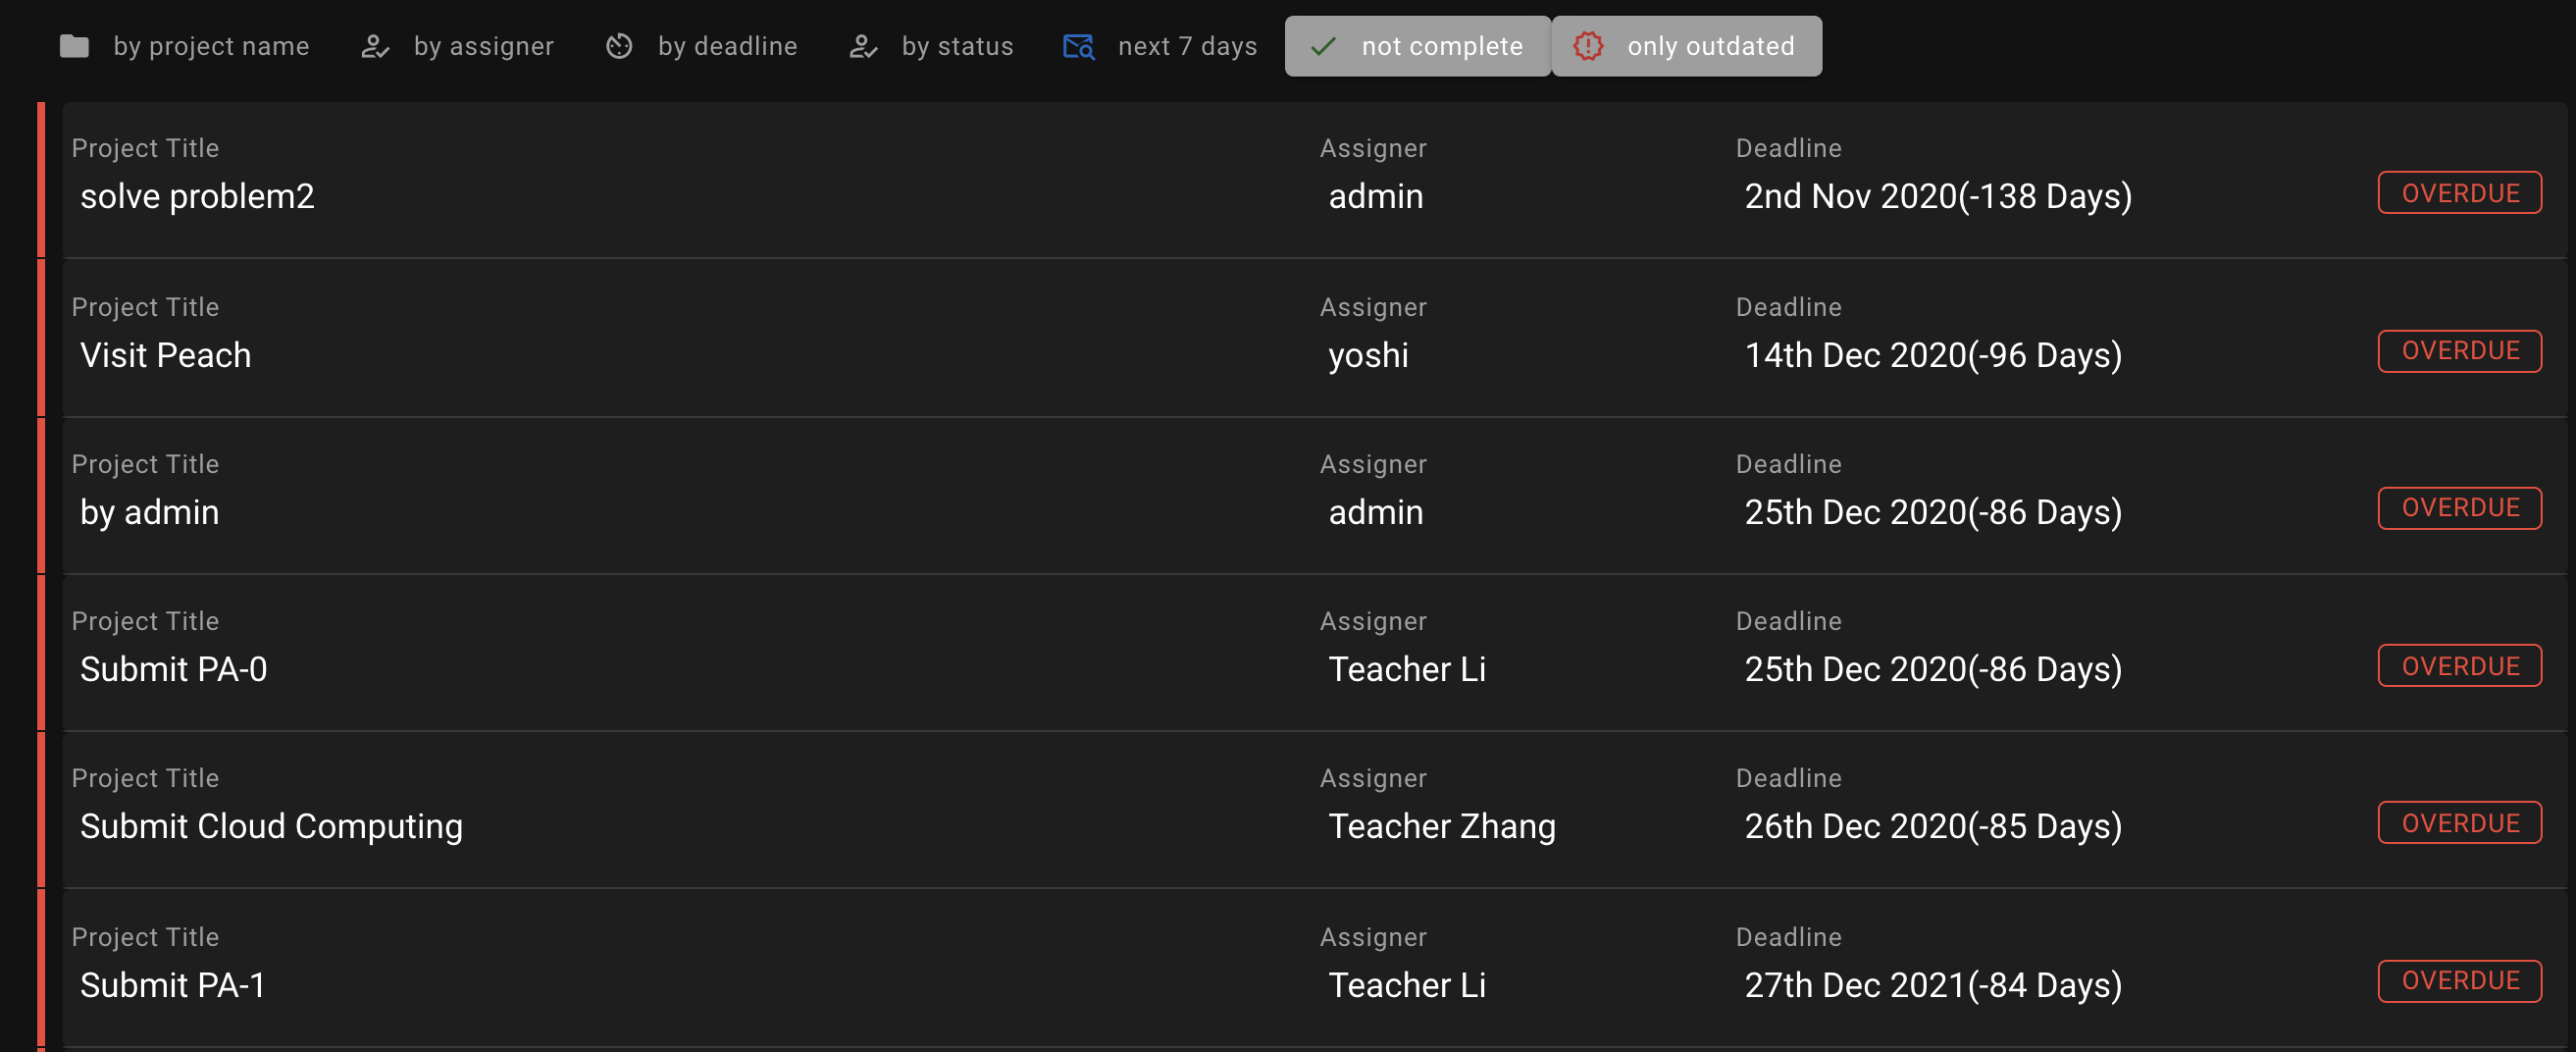 by project name by assigner by deadline by status next 7 days not complete only outdated
Project Title Assigner Deadline
solve problem2 admin 2nd Nov 2020(-138 Days) OVERDUE
Project Title Assigner Deadline
Visit Peach yoshi 14th Dec 2020(-96 Days) OVERDUE
Project Title Assigner Deadline
by admin admin 25th Dec 2020(-86 Days) OVERDUE
Project Title Assigner Deadline
Submit PA-0 Teacher Li 25th Dec 2020(-86 Days) OVERDUE
Project Title Assigner Deadline
Submit Cloud Computing Teacher Zhang 26th Dec 2020(-85 Days) OVERDUE
Project Title Assigner Deadline
Submit PA-1 Teacher Li 27th Dec 2021(-84 Days) OVERDUE